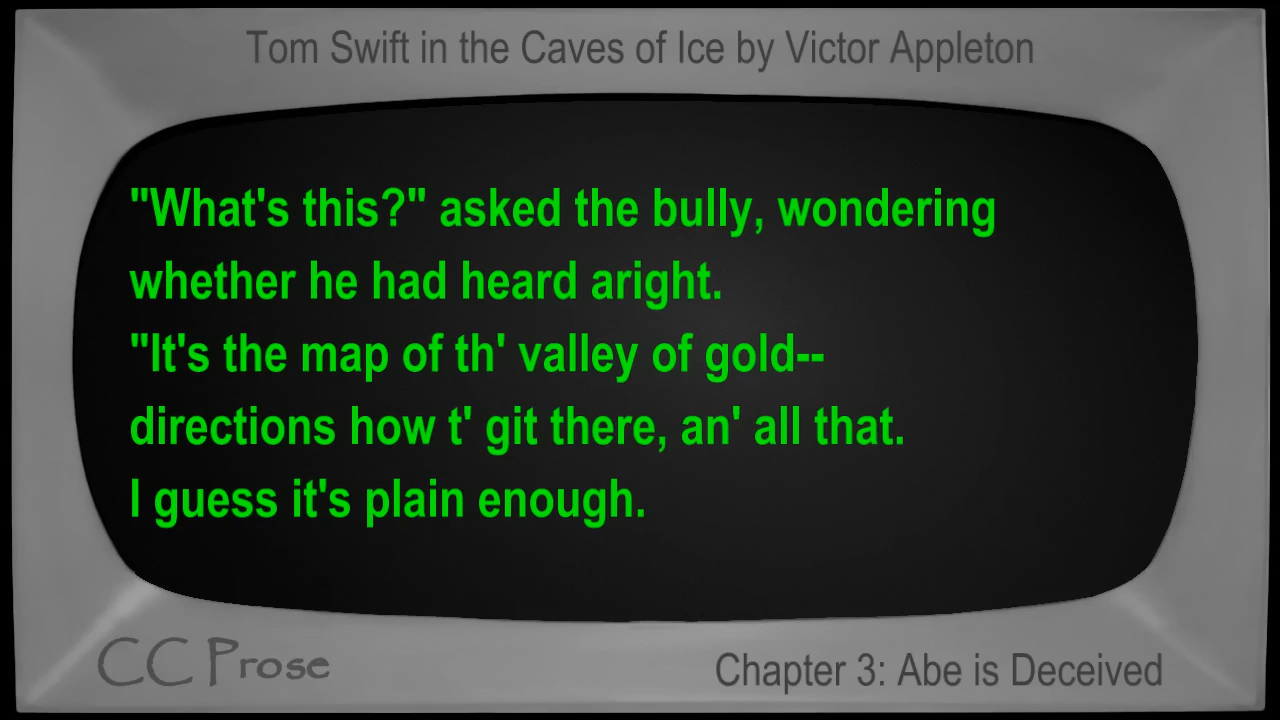 Tom Swift in the Caves of Ice by Victor Appleton
"What's this?" asked the bully, wondering
whether he had heard aright.
"It's the map of th' valley of gold--
directions how t' git there, an' all that.
I guess it's plain enough.
CC Prose
Chapter 3: Abe is Deceived